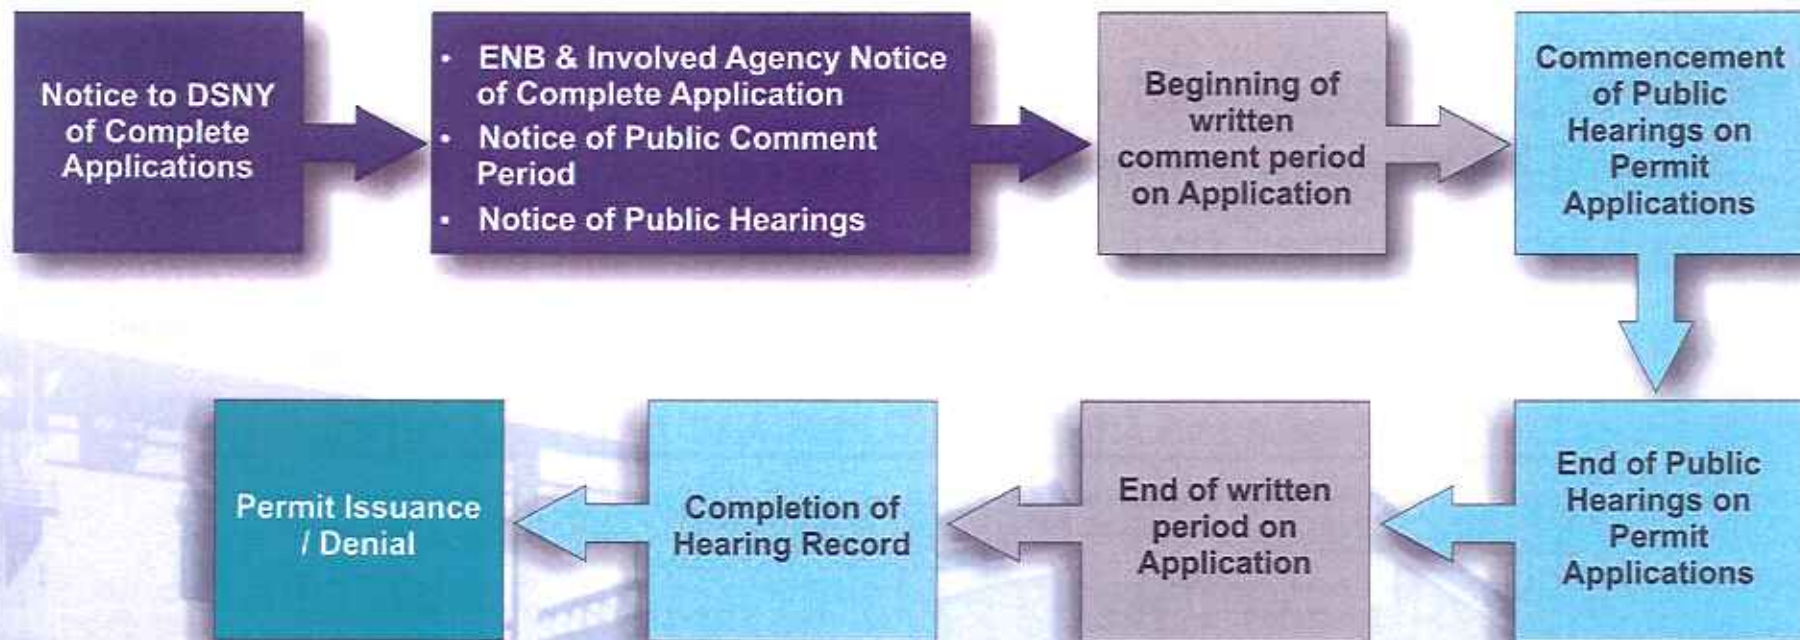 Notice to DSNY
of Complete
Applications
• ENB & Involved Agency Notice
of Complete Application
• Notice of Public Comment
Period
• Notice of Public Hearings
Beginning of
written
comment period
on Application
Commencement
of Public
Hearings on
Permit
Applications
End of Public
Hearings on
Permit
Applications
End of written
period on
Application
Completion of
Hearing Record
Permit Issuance
/ Denial